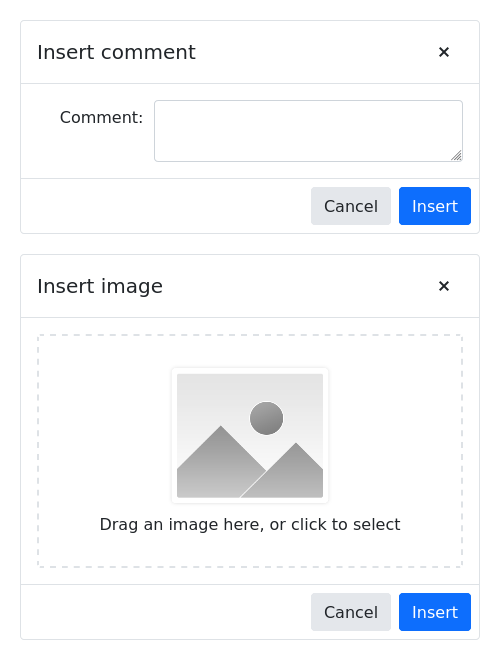 Insert comment
×
Comment:
Cancel Insert
Insert image
×
Drag an image here, or click to select
Cancel Insert